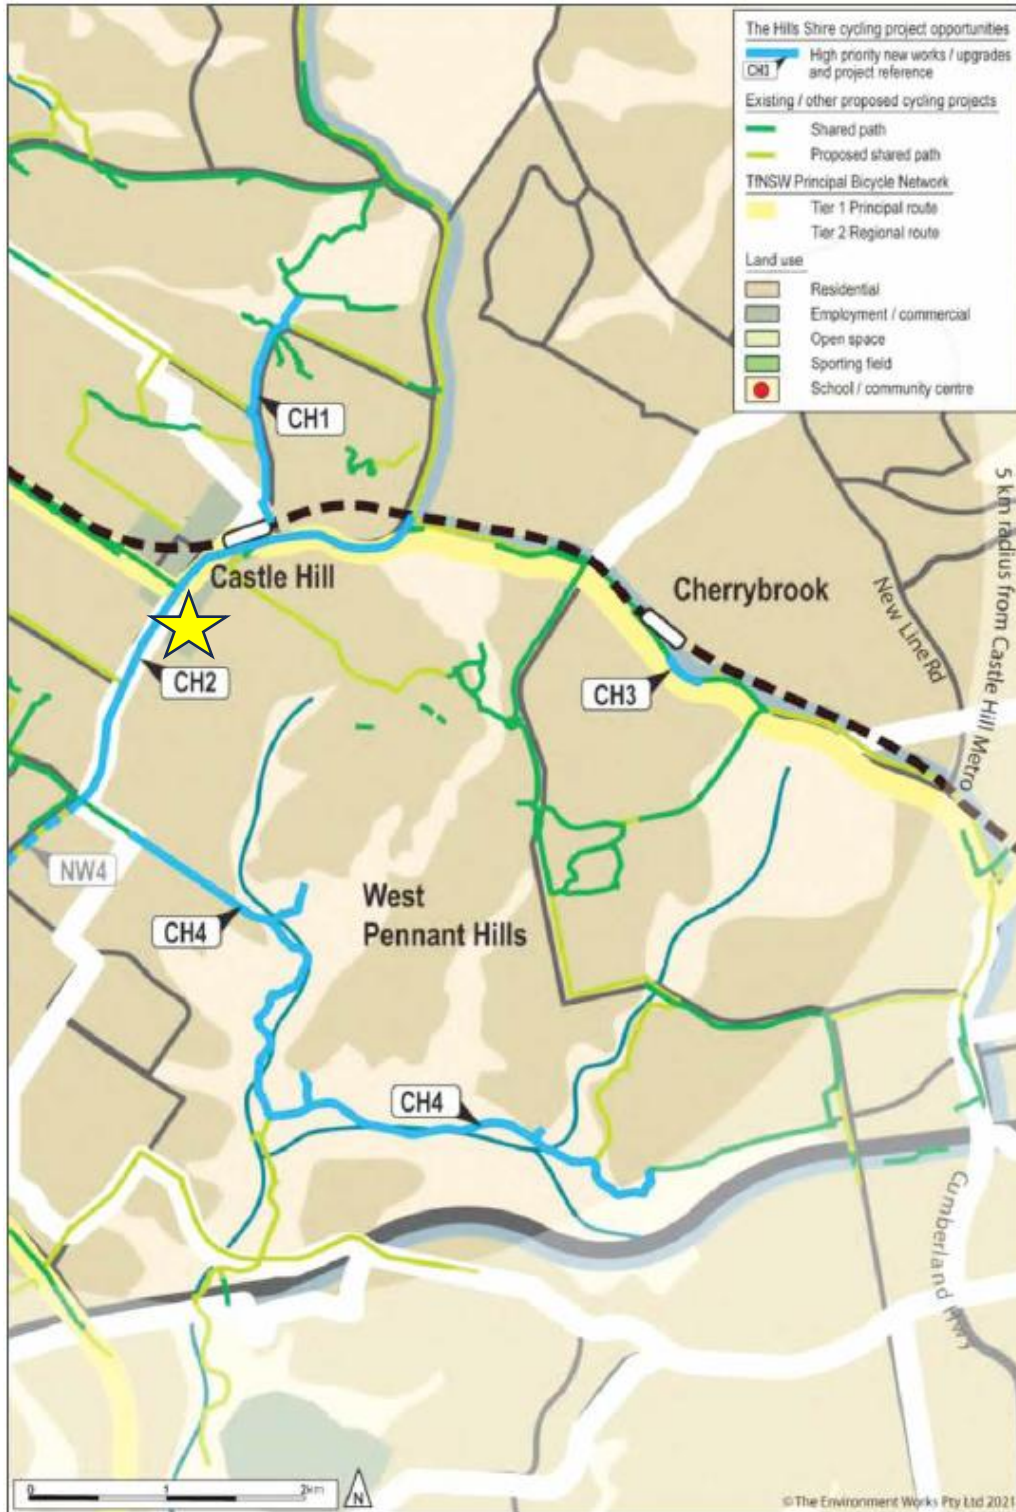 The Hills Shire cycling project opportunities
CH3
High priority new works / upgrades
and project reference
Existing / other proposed cycling projects
Shared path
Proposed shared path
TfNSW Principal Bicycle Network
Tier 1 Principal route
Tier 2 Regional route
Land use
Residential
Employment / commercial
Open space
Sporting field
School / community centre
CH1
Castle Hill
Cherrybrook
New Line Rd
5 km radius from Castle Hill Metro
CH2
CH3
NW4
West
Pennant Hills
CH4
CH4
Cumberland HWY
0 1 2km
N
©The Environment Works Pty Ltd 2021